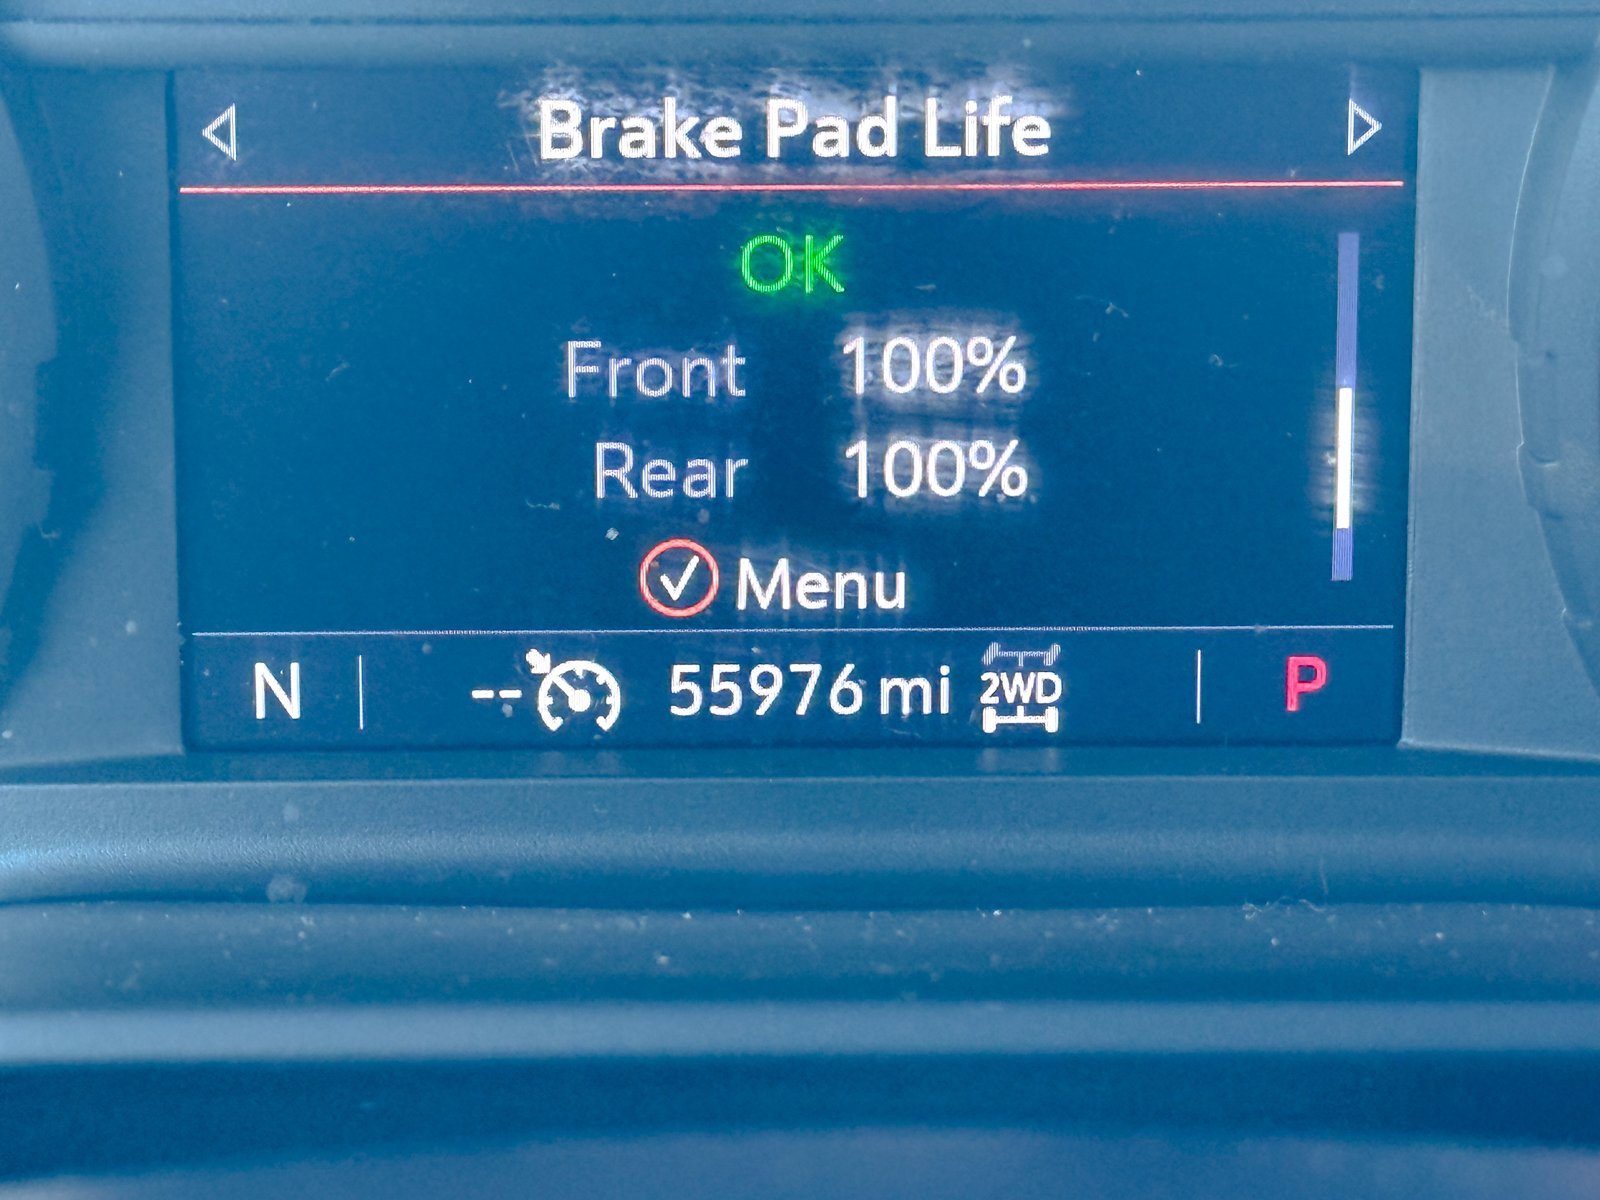 Brake Pad Life
OK
Front 100%
Rear 100%
Menu
N -- 55976 mi 2WD P